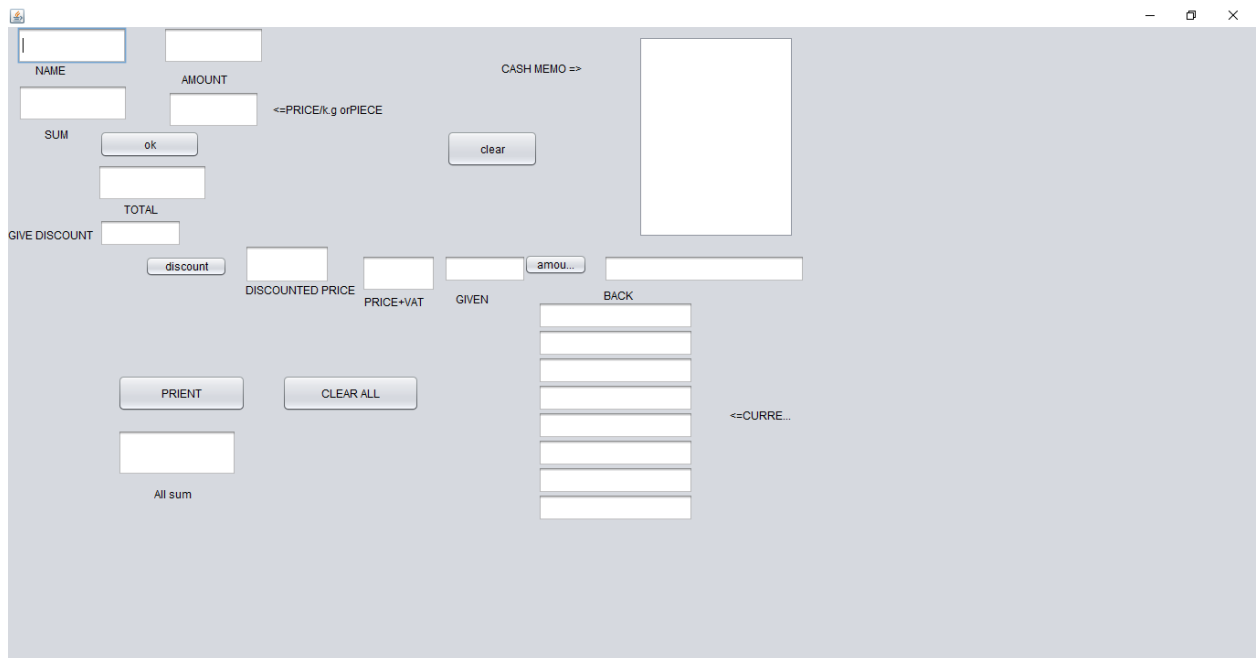 NAME
AMOUNT
CASH MEMO =>
<=PRICE/k.g orPIECE
SUM
ok
clear
TOTAL
GIVE DISCOUNT
discount
amou...
DISCOUNTED PRICE
PRICE+VAT
GIVEN
BACK
PRIENT
CLEAR ALL
<=CURRE...
All sum